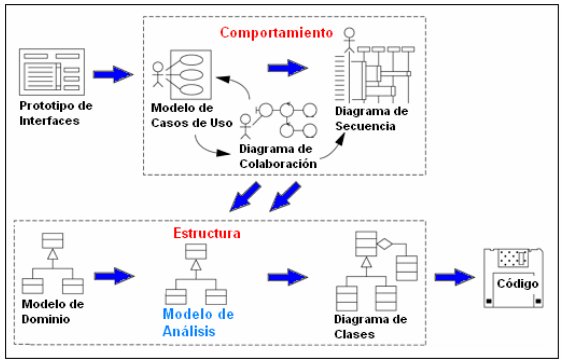 Comportamiento
Prototipo de
Interfaces
Modelo de
Casos de Uso
Diagrama de
Colaboración
Diagrama de
Secuencia
Estructura
Modelo de
Dominio
Modelo de
Análisis
Diagrama de
Clases
Código